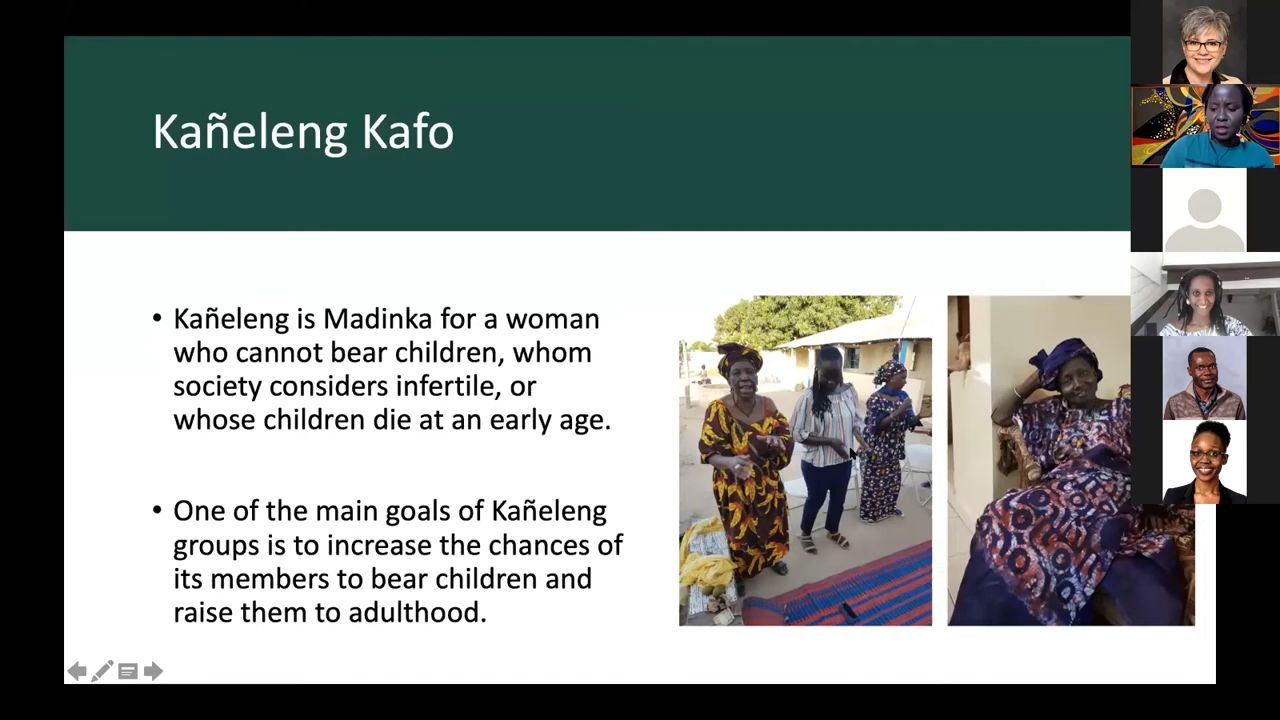 Kañeleng Kafo
• Kañeleng is Madinka for a woman
who cannot bear children, whom
society considers infertile, or
whose children die at an early age.
• One of the main goals of Kañeleng
groups is to increase the chances of
its members to bear children and
raise them to adulthood.